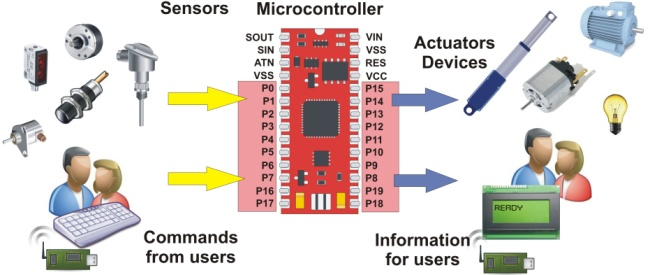 Sensors
Microcontroller
Actuators
Devices
SOUT
SIN
ATN
VSS
P0
P1
P2
P3
P4
P5
P6
P7
P16
P17
VIN
VSS
RES
VCC
P15
P14
P13
P12
P11
P10
P9
P8
P19
P18
Commands
from users
READY
Information
for users